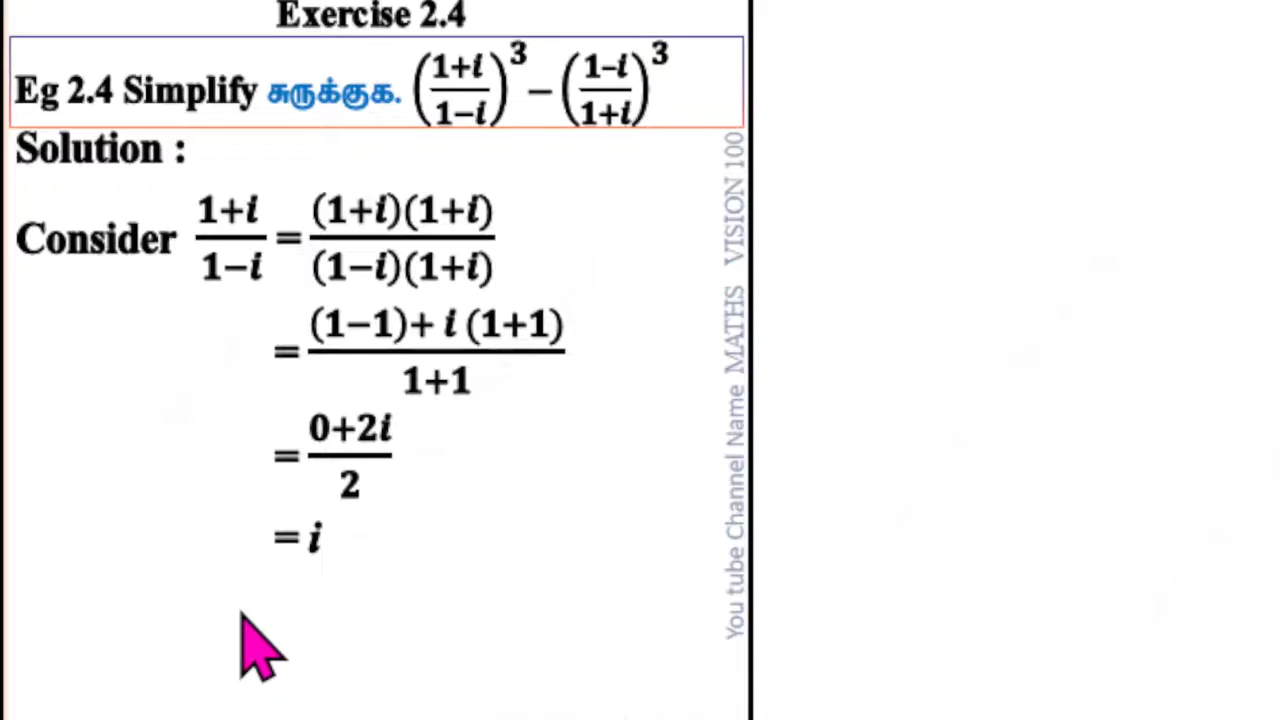 Exercise 2.4
Eg 2.4 Simplify சுருக்குக. ((1+i)/(1−i))³ − ((1−i)/(1+i))³
Solution :
Consider (1+i)/(1−i) = ((1+i)(1+i))/((1−i)(1+i))
= ((1−1)+ i (1+1))/(1+1)
= (0+2i)/2
= i
You tube Channel Name MATHS VISION 100